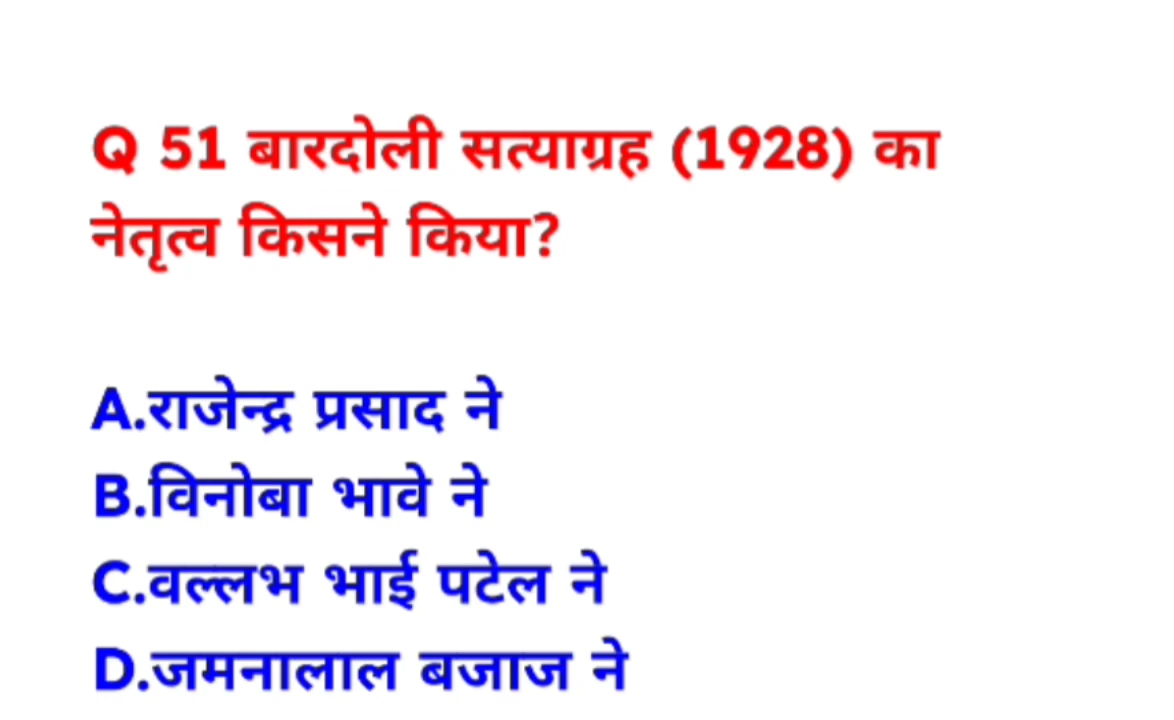 Q 51 बारदोली सत्याग्रह (1928) का
नेतृत्व किसने किया?
A.राजेन्द्र प्रसाद ने
B.विनोबा भावे ने
C.वल्लभ भाई पटेल ने
D.जमनालाल बजाज ने